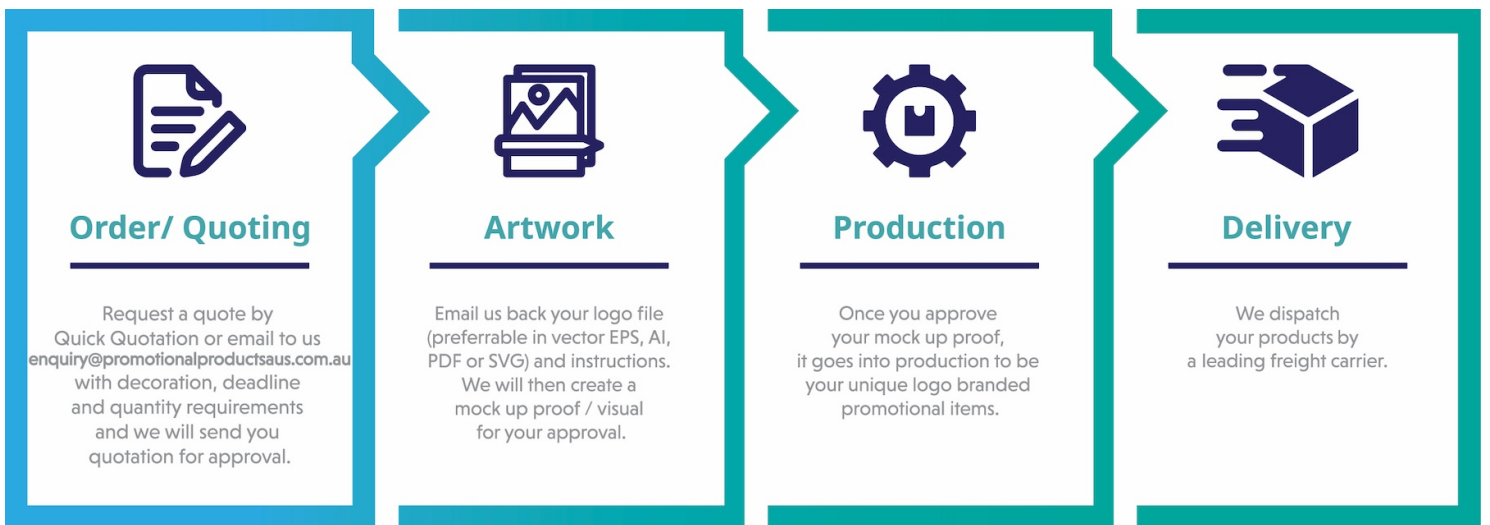 Order/ Quoting
Request a quote by
Quick Quotation or email to us
enquiry@promotionalproductsaus.com.au
with decoration, deadline
and quantity requirements
and we will send you
quotation for approval.
Artwork
Email us back your logo file
(preferrable in vector EPS, AI,
PDF or SVG) and instructions.
We will then create a
mock up proof / visual
for your approval.
Production
Once you approve
your mock up proof,
it goes into production to be
your unique logo branded
promotional items.
Delivery
We dispatch
your products by
a leading freight carrier.